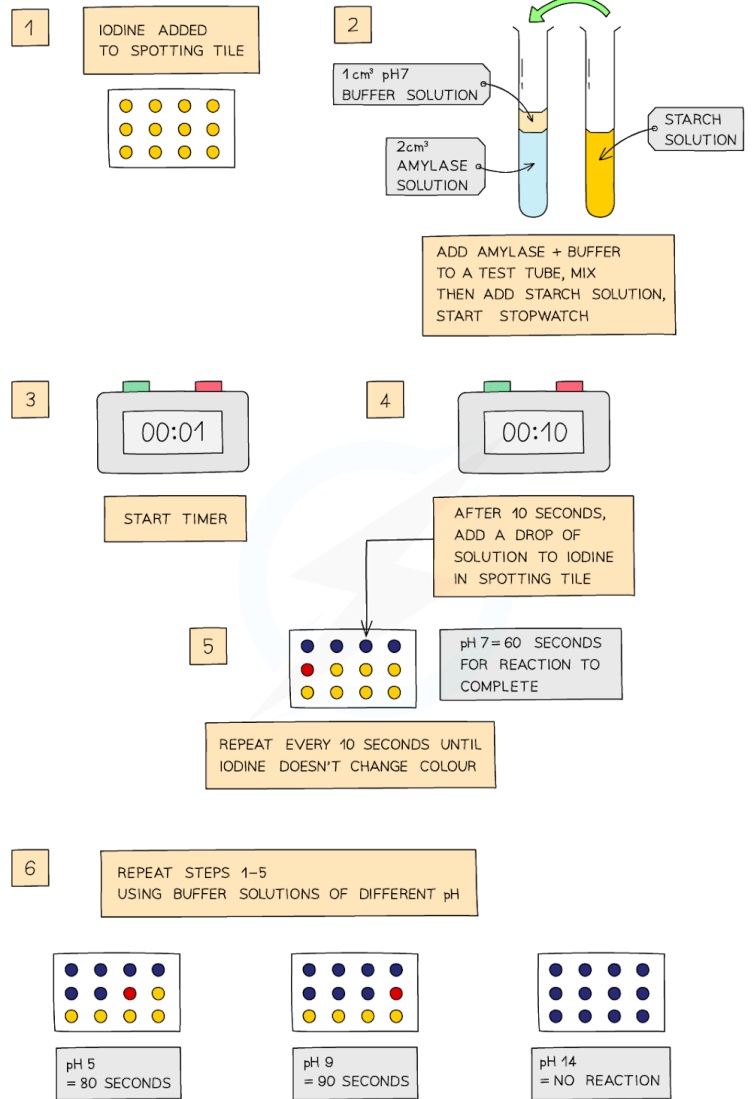 1
IODINE ADDED
TO SPOTTING TILE
2
1cm³ pH7
BUFFER SOLUTION
2cm³
AMYLASE
SOLUTION
STARCH
SOLUTION
ADD AMYLASE + BUFFER
TO A TEST TUBE, MIX
THEN ADD STARCH SOLUTION,
START STOPWATCH
3
00:01
START TIMER
4
00:10
AFTER 10 SECONDS,
ADD A DROP OF
SOLUTION TO IODINE
IN SPOTTING TILE
5
pH 7 = 60 SECONDS
FOR REACTION TO
COMPLETE
REPEAT EVERY 10 SECONDS UNTIL
IODINE DOESN'T CHANGE COLOUR
6
REPEAT STEPS 1–5
USING BUFFER SOLUTIONS OF DIFFERENT pH
pH 5
= 80 SECONDS
pH 9
= 90 SECONDS
pH 14
= NO REACTION